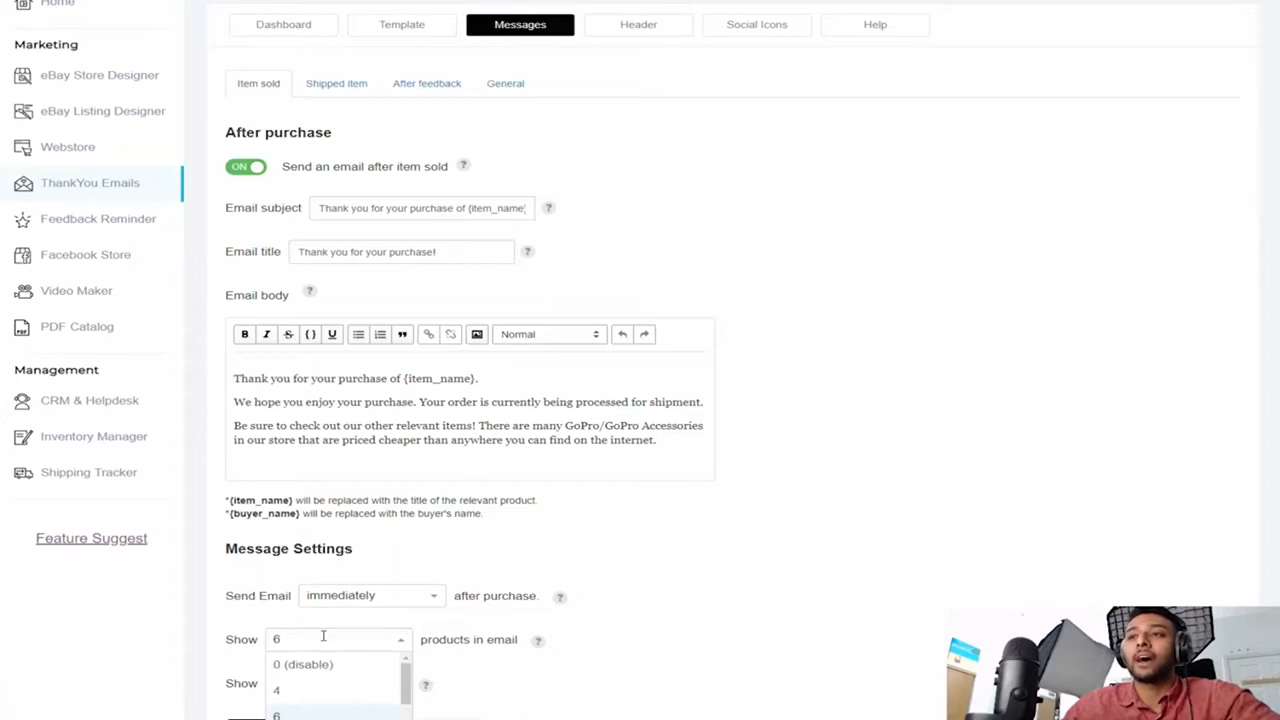 Home
Dashboard
Template
Messages
Header
Social Icons
Help
Marketing
eBay Store Designer
eBay Listing Designer
Webstore
ThankYou Emails
Feedback Reminder
Facebook Store
Video Maker
PDF Catalog
Management
CRM & Helpdesk
Inventory Manager
Shipping Tracker
Feature Suggest
Item sold
Shipped item
After feedback
General
After purchase
ON Send an email after item sold ?
Email subject Thank you for your purchase of {item_name} ?
Email title Thank you for your purchase! ?
Email body ?
B I S { } U Normal
Thank you for your purchase of {item_name}.
We hope you enjoy your purchase. Your order is currently being processed for shipment.
Be sure to check out our other relevant items! There are many GoPro/GoPro Accessories
in our store that are priced cheaper than anywhere you can find on the internet.
*{item_name} will be replaced with the title of the relevant product.
*{buyer_name} will be replaced with the buyer's name.
Message Settings
Send Email immediately after purchase. ?
Show 6 products in email ?
0 (disable)
4
6
Show ?